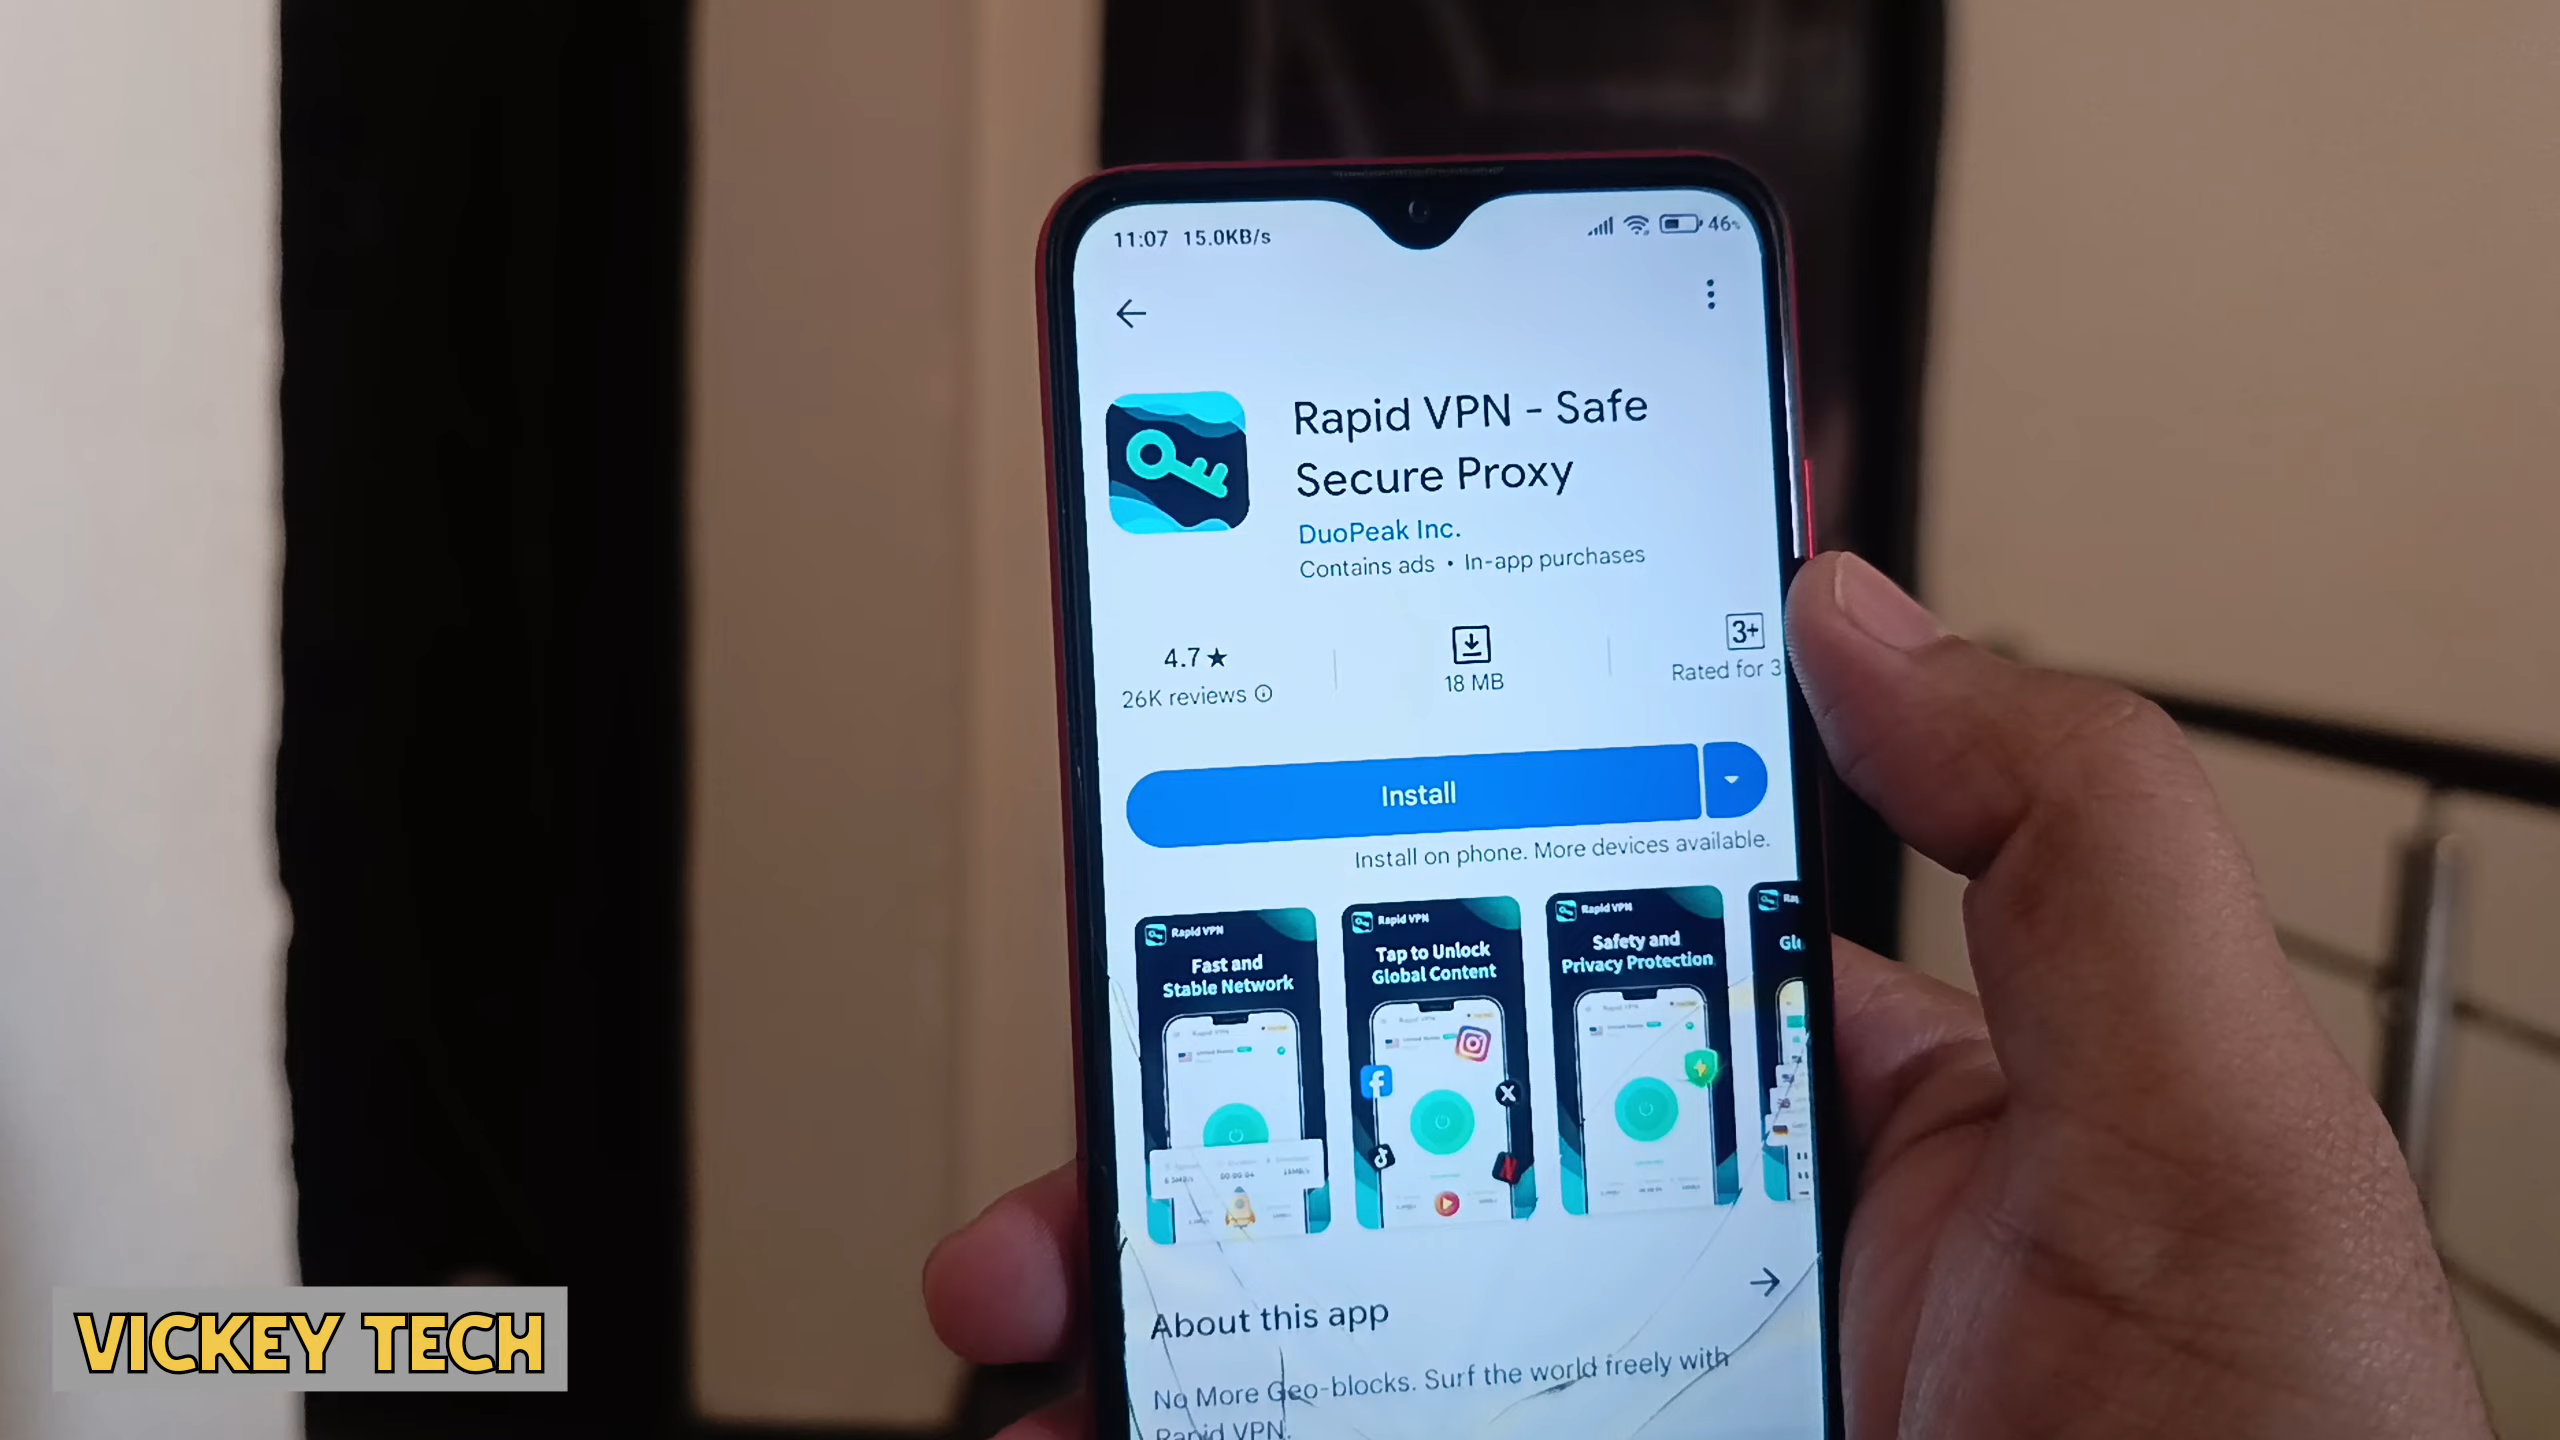 11:07 15.0KB/s
46%
Rapid VPN - Safe
Secure Proxy
DuoPeak Inc.
Contains ads • In-app purchases
4.7★
26K reviews
18 MB
3+
Rated for 3
Install
Install on phone. More devices available.
Rapid VPN
Fast and
Stable Network
Rapid VPN
Tap to Unlock
Global Content
Rapid VPN
Safety and
Privacy Protection
About this app
No More Geo-blocks. Surf the world freely with
Rapid VPN.
VICKEY TECH